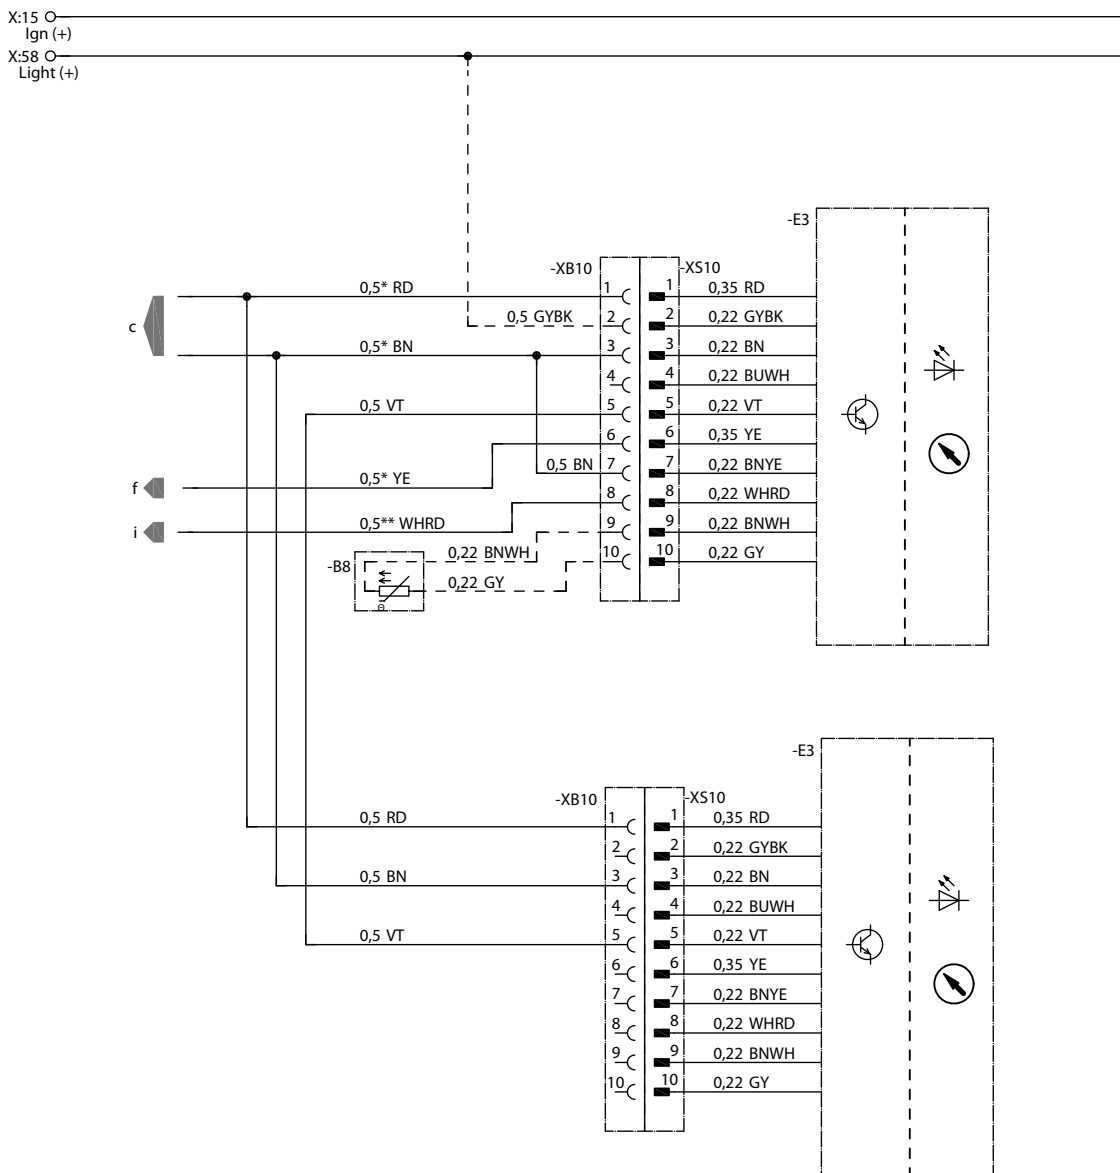 X:15
Ign (+)
X:58
Light (+)
-E3
-XB10 -XS10
1 1
0,5* RD 0,35 RD
c
0,5 GYBK 2 2 0,22 GYBK
0,5* BN 3 3 0,22 BN
4 4 0,22 BUWH
0,5 VT 5 5 0,22 VT
6 6 0,35 YE
0,5 BN 7 7 0,22 BNYE
f 0,5* YE
8 8 0,22 WHRD
i 0,5** WHRD 9 9 0,22 BNWH
0,22 BNWH 10 10 0,22 GY
-B8
0,22 GY
Θ
-E3
-XB10 -XS10
0,5 RD 1 1 0,35 RD
2 2 0,22 GYBK
0,5 BN 3 3 0,22 BN
4 4 0,22 BUWH
0,5 VT 5 5 0,22 VT
6 6 0,35 YE
7 7 0,22 BNYE
8 8 0,22 WHRD
9 9 0,22 BNWH
10 10 0,22 GY